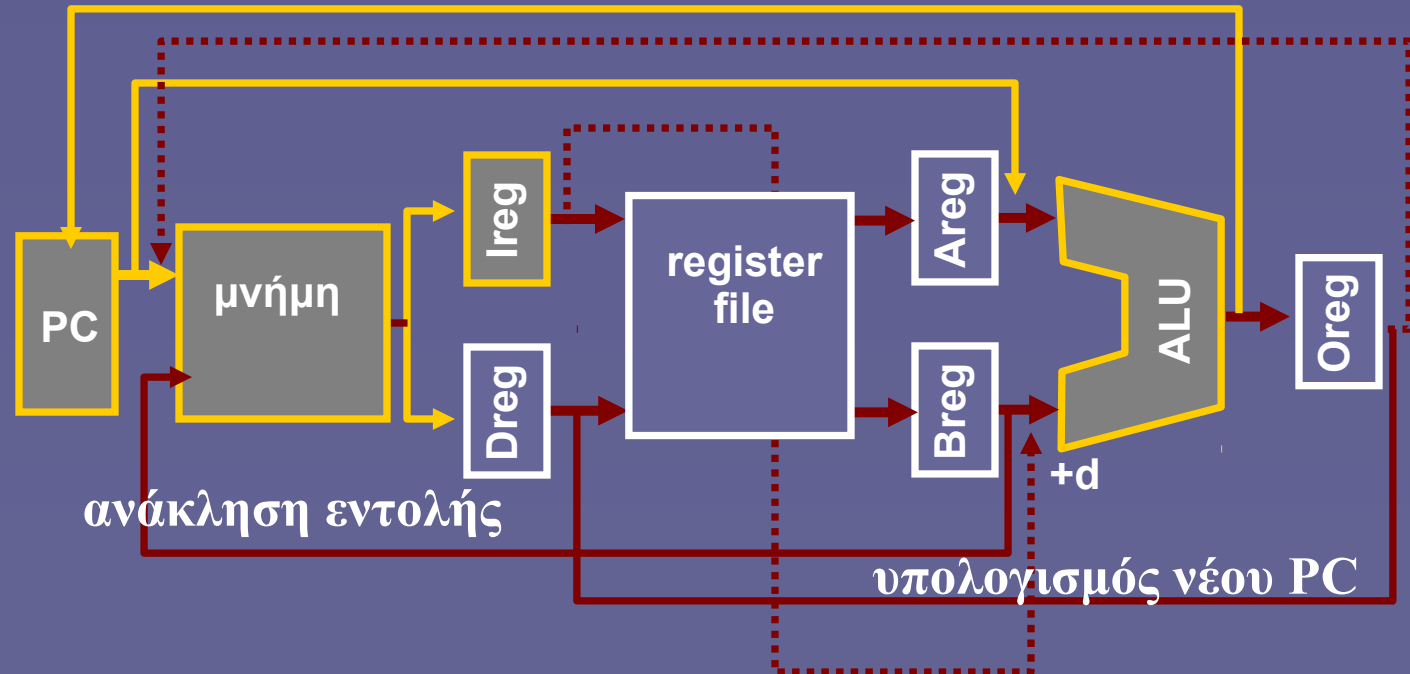 PC
μνήμη
Ireg
Dreg
register
file
Areg
Breg
ALU
Oreg
+d
ανάκληση εντολής
υπολογισμός νέου PC